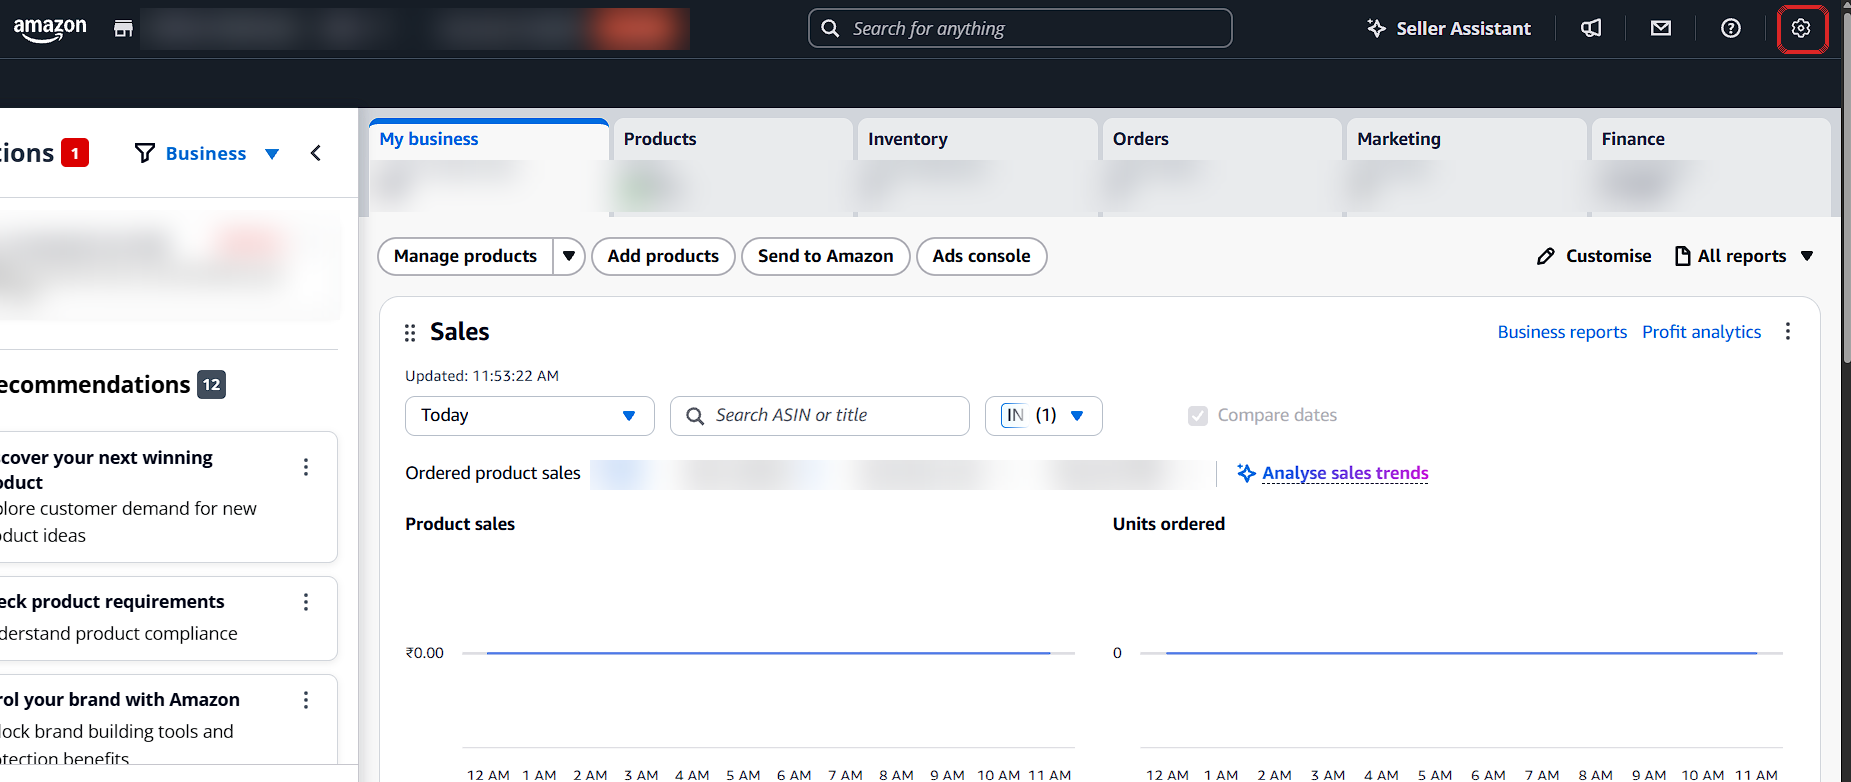 amazon
Search for anything
Seller Assistant
tions 1
Business
My business
Products
Inventory
Orders
Marketing
Finance
Manage products
Add products
Send to Amazon
Ads console
Customise
All reports
Sales
Business reports
Profit analytics
Updated: 11:53:22 AM
Today
Search ASIN or title
IN (1)
Compare dates
Ordered product sales
Analyse sales trends
Product sales
Units ordered
₹0.00
0
12 AM 1 AM 2 AM 3 AM 4 AM 5 AM 6 AM 7 AM 8 AM 9 AM 10 AM 11 AM
12 AM 1 AM 2 AM 3 AM 4 AM 5 AM 6 AM 7 AM 8 AM 9 AM 10 AM 11 AM
ecommendations 12
scover your next winning
oduct
plore customer demand for new
oduct ideas
eck product requirements
derstand product compliance
rol your brand with Amazon
lock brand building tools and
otection benefits